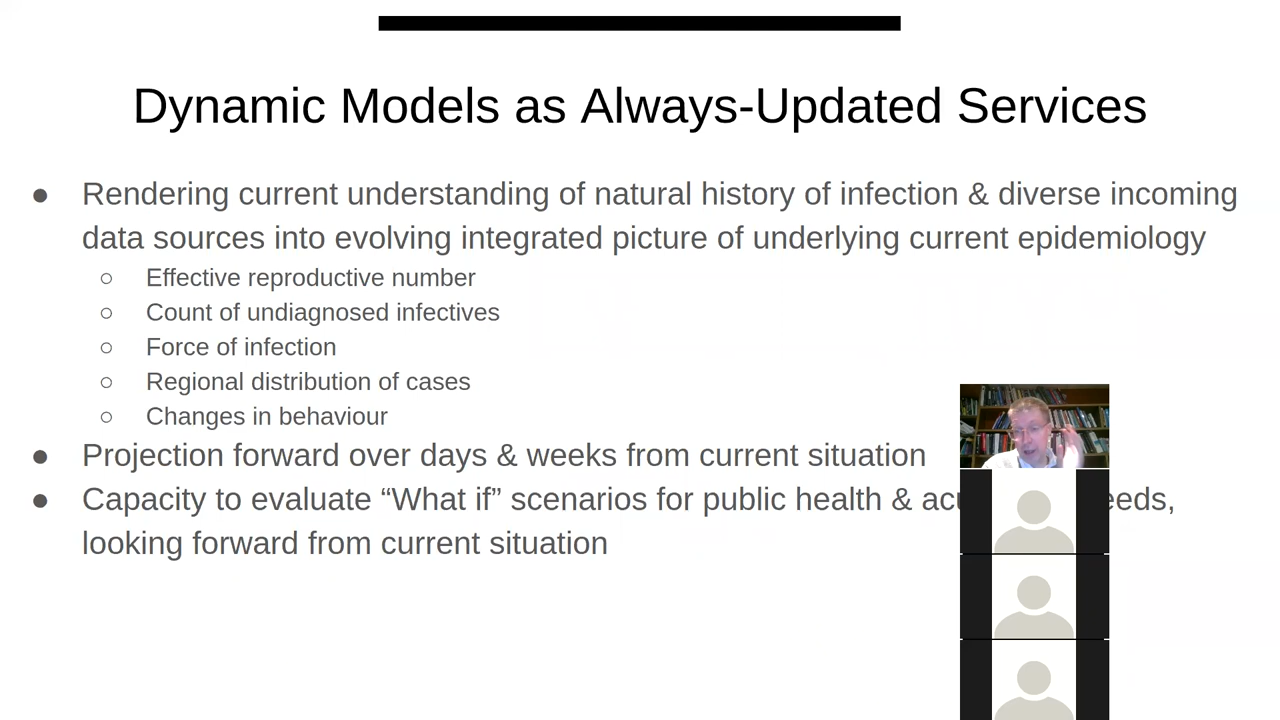 Dynamic Models as Always-Updated Services
● Rendering current understanding of natural history of infection & diverse incoming
data sources into evolving integrated picture of underlying current epidemiology
○ Effective reproductive number
○ Count of undiagnosed infectives
○ Force of infection
○ Regional distribution of cases
○ Changes in behaviour
● Projection forward over days & weeks from current situation
● Capacity to evaluate “What if” scenarios for public health &
looking forward from current situation